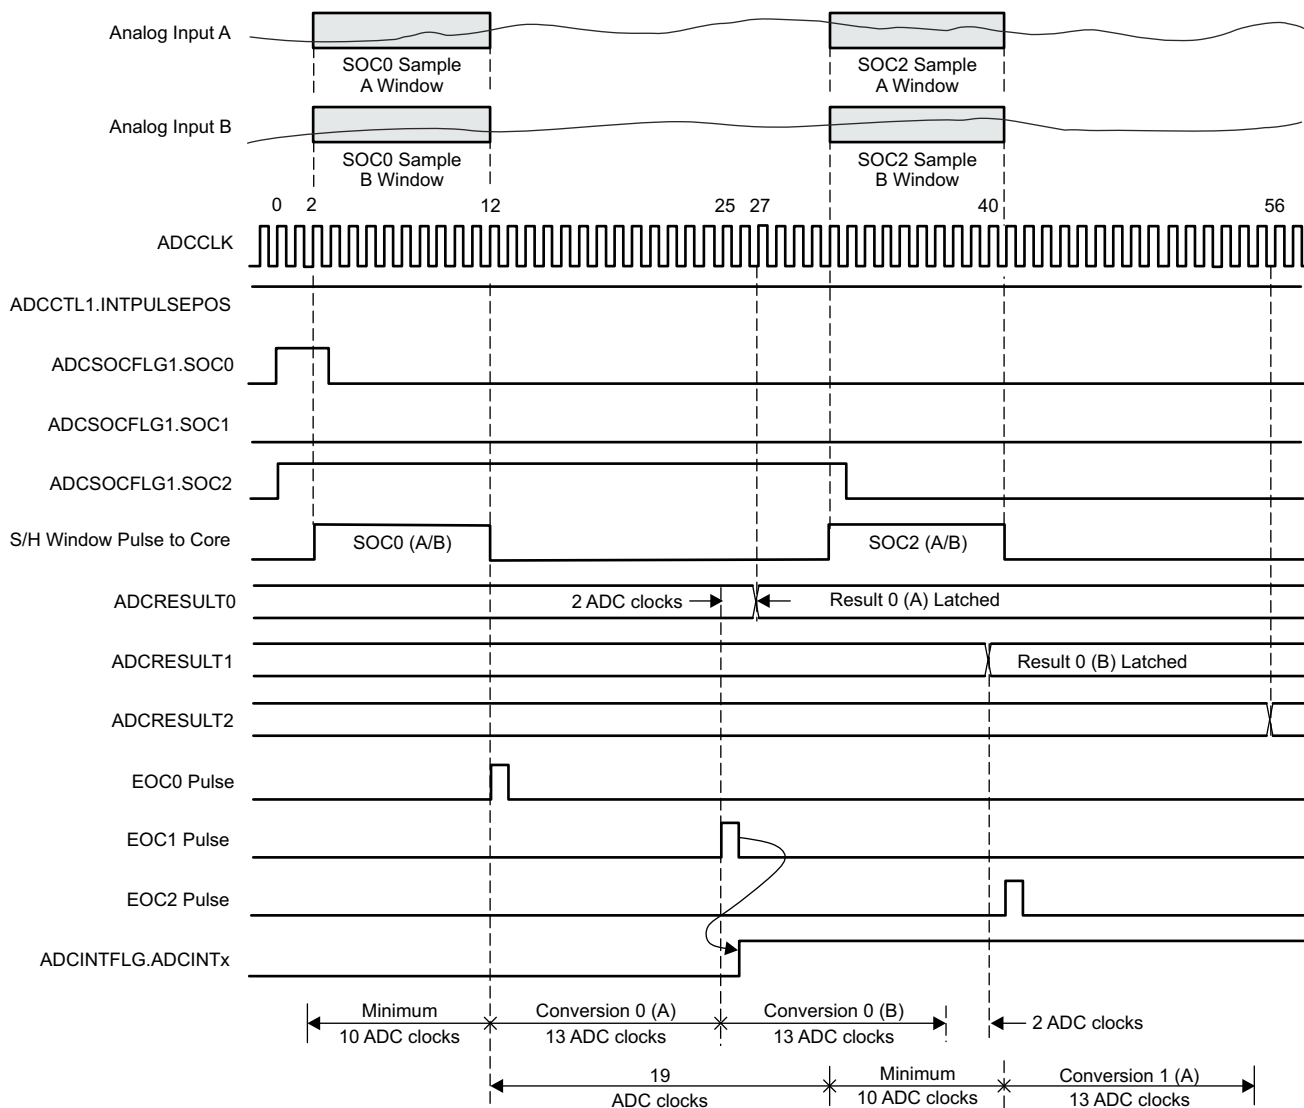 Analog Input A
SOC0 Sample
A Window
SOC2 Sample
A Window
Analog Input B
SOC0 Sample
B Window
SOC2 Sample
B Window
0 2 12 25 27 40 56
ADCCLK
ADCCTL1.INTPULSEPOS
ADCSOCFLG1.SOC0
ADCSOCFLG1.SOC1
ADCSOCFLG1.SOC2
S/H Window Pulse to Core
SOC0 (A/B)
SOC2 (A/B)
ADCRESULT0
2 ADC clocks
Result 0 (A) Latched
ADCRESULT1
Result 0 (B) Latched
ADCRESULT2
EOC0 Pulse
EOC1 Pulse
EOC2 Pulse
ADCINTFLG.ADCINTx
Minimum
10 ADC clocks
Conversion 0 (A)
13 ADC clocks
Conversion 0 (B)
13 ADC clocks
2 ADC clocks
19
ADC clocks
Minimum
10 ADC clocks
Conversion 1 (A)
13 ADC clocks